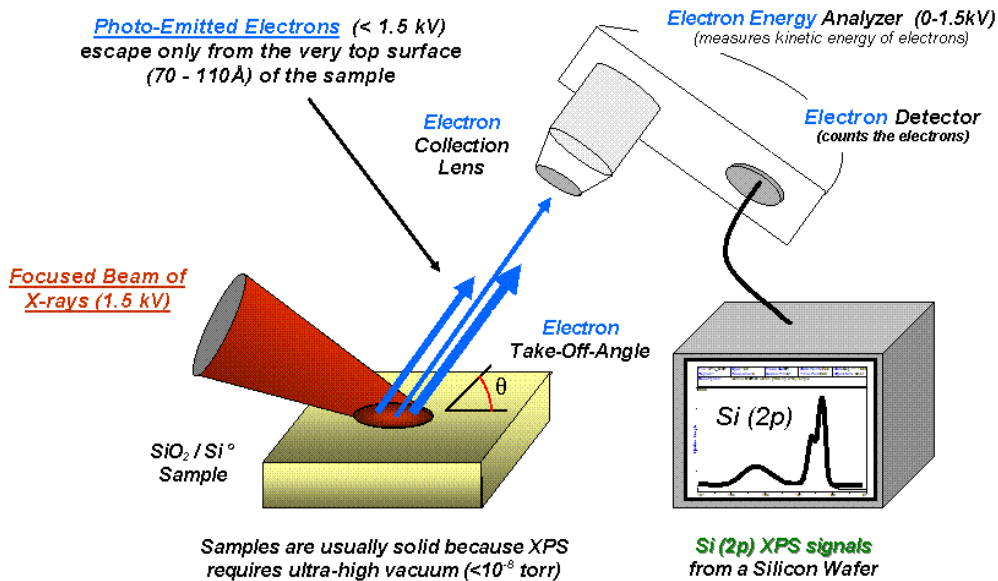 Photo-Emitted Electrons (< 1.5 kV)
escape only from the very top surface
(70 - 110Å) of the sample
Electron Energy Analyzer (0-1.5kV)
(measures kinetic energy of electrons)
Electron
Collection
Lens
Electron Detector
(counts the electrons)
Focused Beam of
X-rays (1.5 kV)
Electron
Take-Off-Angle
θ
SiO₂ / Si°
Sample
Si (2p)
Samples are usually solid because XPS
requires ultra-high vacuum (<10⁻⁸ torr)
Si (2p) XPS signals
from a Silicon Wafer